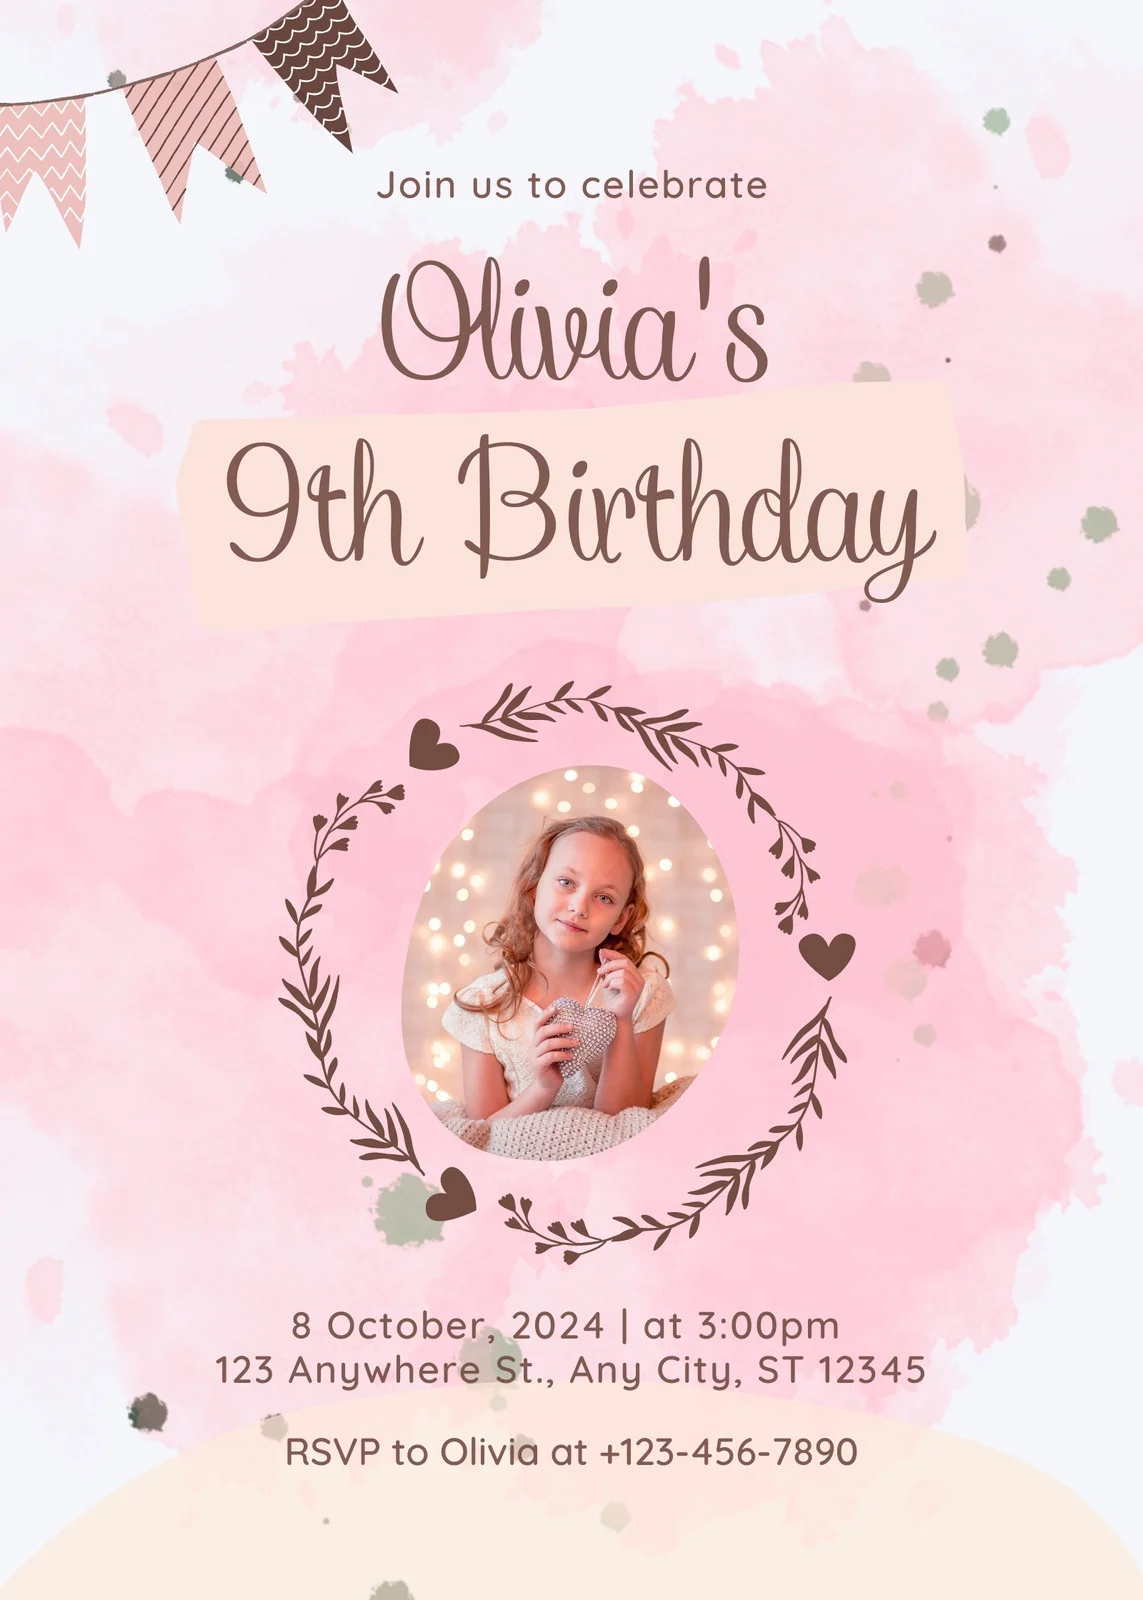 Join us to celebrate
Olivia's
9th Birthday
8 October, 2024 | at 3:00pm
123 Anywhere St., Any City, ST 12345
RSVP to Olivia at +123-456-7890